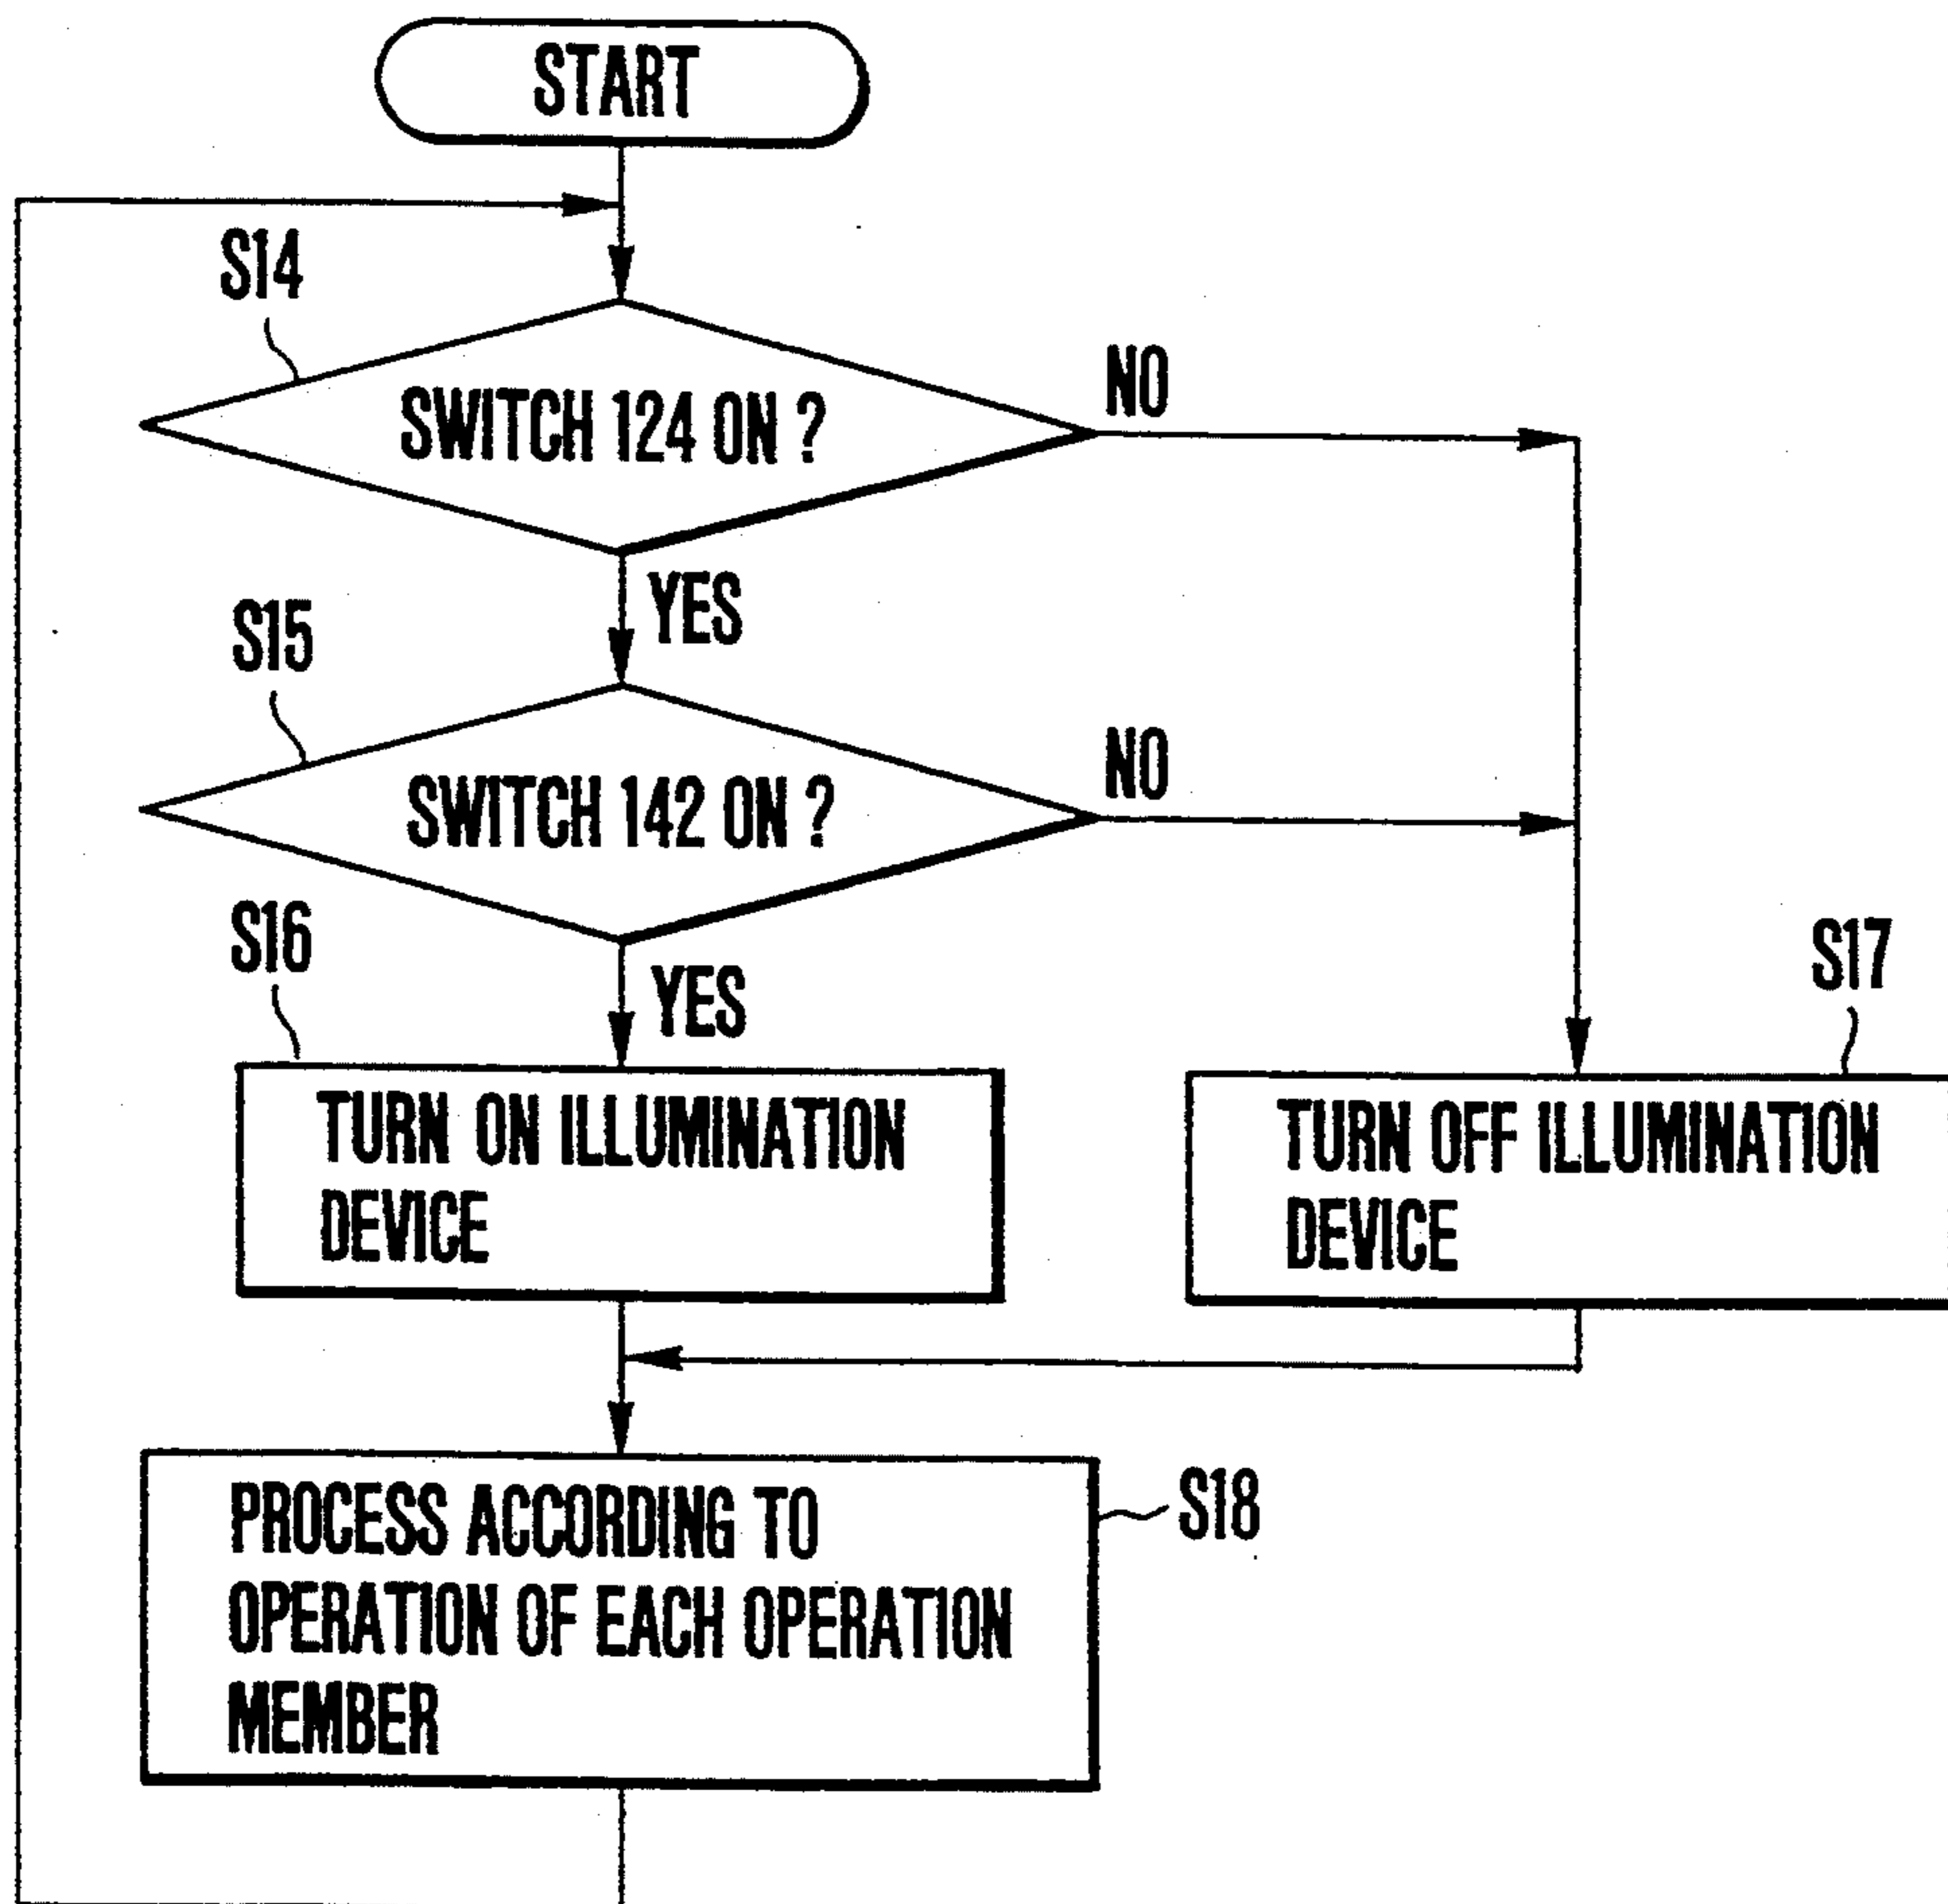 START
S14
SWITCH 124 ON ?
NO
YES
S15
SWITCH 142 ON ?
NO
YES
S16
TURN ON ILLUMINATION
DEVICE
S17
TURN OFF ILLUMINATION
DEVICE
PROCESS ACCORDING TO
OPERATION OF EACH OPERATION
MEMBER
S18